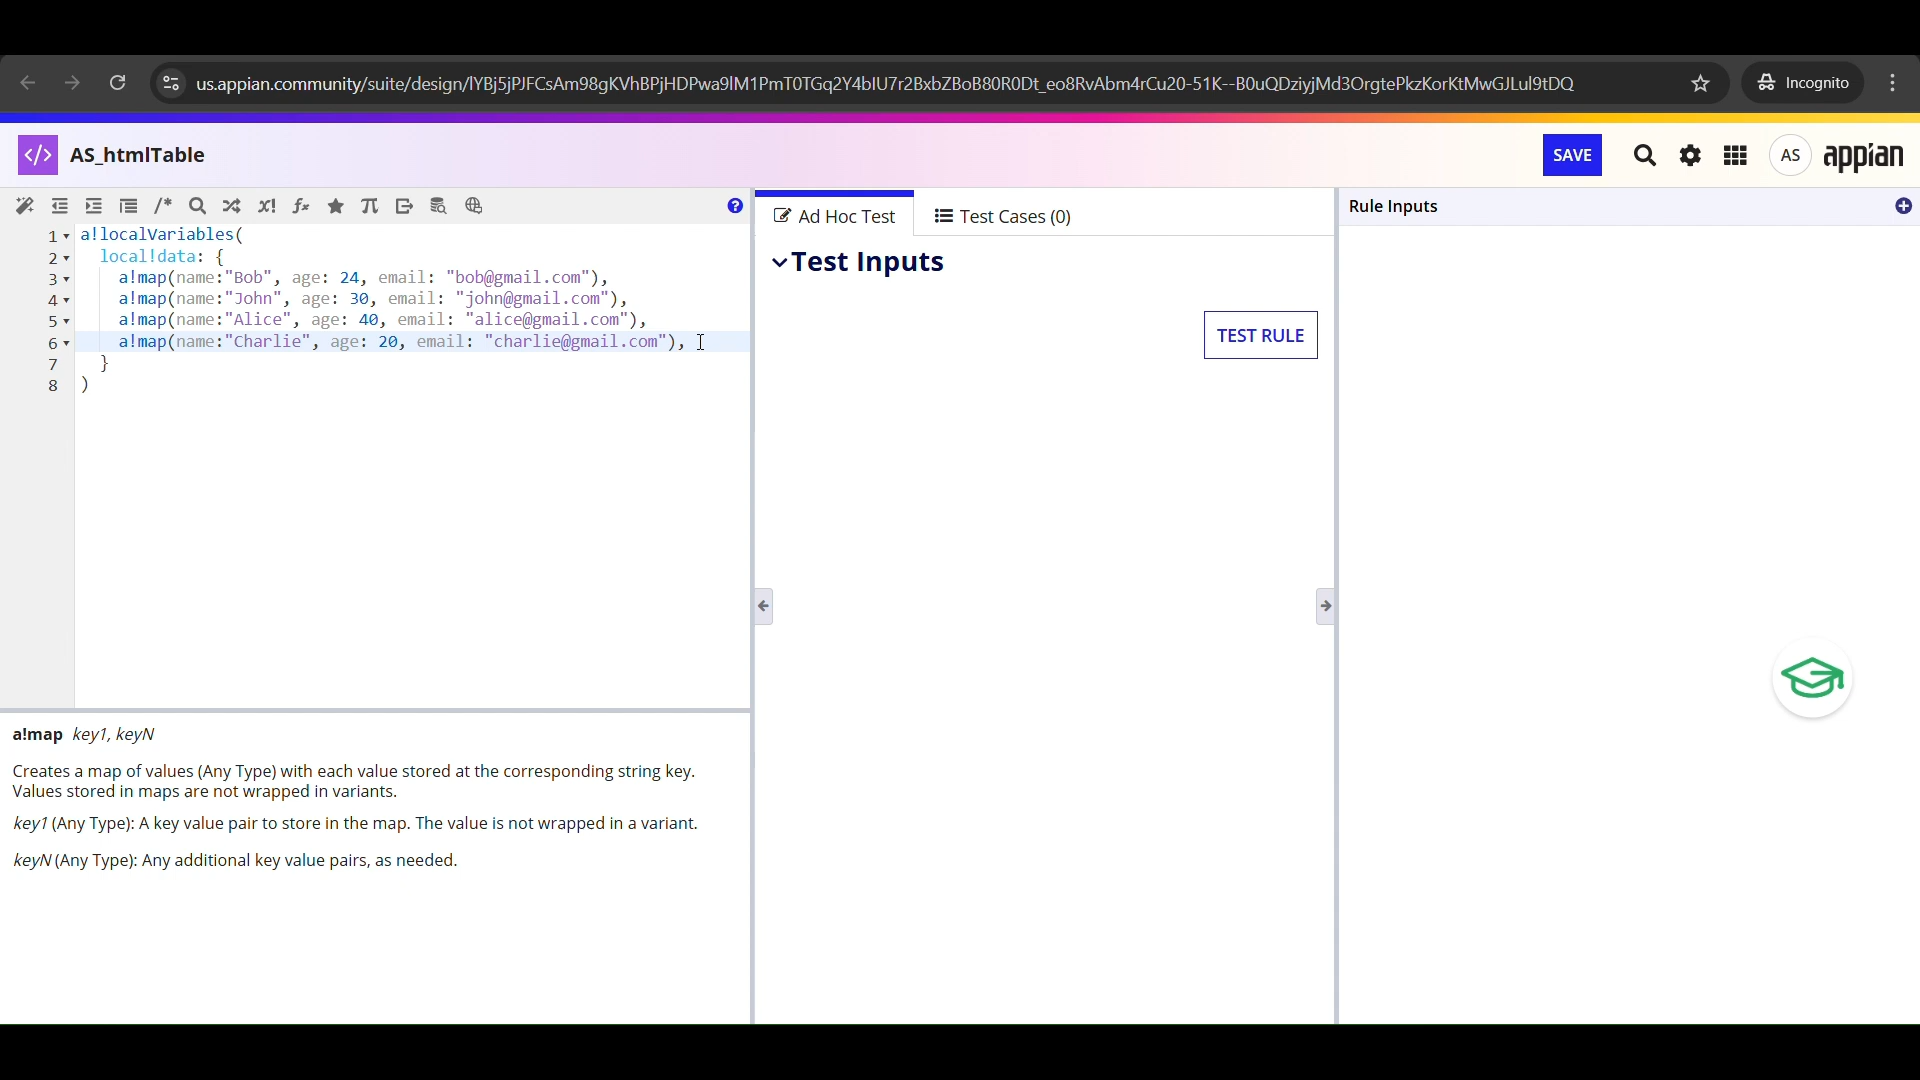 us.appian.community/suite/design/lYBj5jPJFCsAm98gKVhBPjHDPwa9lM1PmT0TGq2Y4blU7r2BxbZBoB80R0Dt_eo8RvAbm4rCu20-51K--B0uQDziyjMd3OrgtePkzKorKtMwGJLul9tDQ
Incognito
AS_htmlTable
SAVE
AS
appian
1 a!localVariables(
2 local!data: {
3 a!map(name:"Bob", age: 24, email: "bob@gmail.com"),
4 a!map(name:"John", age: 30, email: "john@gmail.com"),
5 a!map(name:"Alice", age: 40, email: "alice@gmail.com"),
6 a!map(name:"Charlie", age: 20, email: "charlie@gmail.com"),
7 }
8 )
a!map key1, keyN
Creates a map of values (Any Type) with each value stored at the corresponding string key.
Values stored in maps are not wrapped in variants.
key1 (Any Type): A key value pair to store in the map. The value is not wrapped in a variant.
keyN (Any Type): Any additional key value pairs, as needed.
Ad Hoc Test
Test Cases (0)
Test Inputs
TEST RULE
Rule Inputs